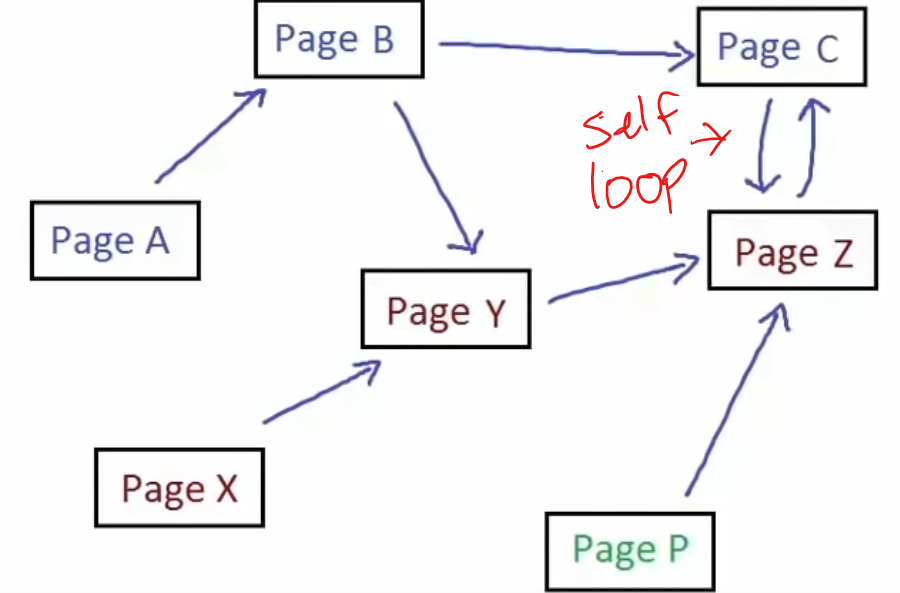 Page B
Page C
self
loop
Page A
Page Z
Page Y
Page X
Page P